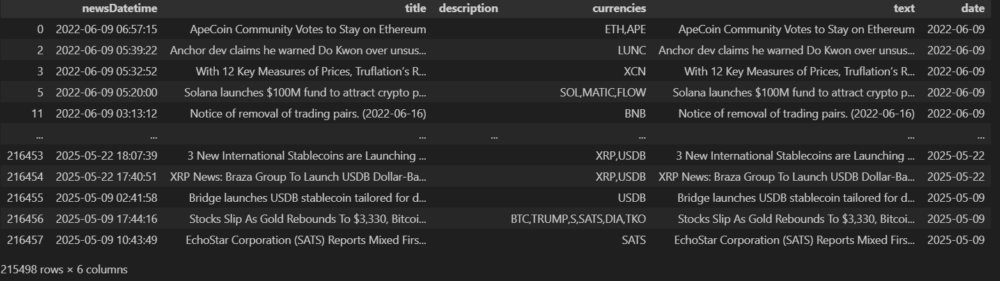 newsDatetime title description currencies text date
0 2022-06-09 06:57:15 ApeCoin Community Votes to Stay on Ethereum ETH,APE ApeCoin Community Votes to Stay on Ethereum 2022-06-09
2 2022-06-09 05:39:22 Anchor dev claims he warned Do Kwon over unsus... LUNC Anchor dev claims he warned Do Kwon over unsus... 2022-06-09
3 2022-06-09 05:32:52 With 12 Key Measures of Prices, Truflation’s R... XCN With 12 Key Measures of Prices, Truflation’s R... 2022-06-09
5 2022-06-09 05:20:00 Solana launches $100M fund to attract crypto p... SOL,MATIC,FLOW Solana launches $100M fund to attract crypto p... 2022-06-09
11 2022-06-09 03:13:12 Notice of removal of trading pairs. (2022-06-16) BNB Notice of removal of trading pairs. (2022-06-16) 2022-06-09
... ... ... ... ... ... ...
216453 2025-05-22 18:07:39 3 New International Stablecoins are Launching ... XRP,USDB 3 New International Stablecoins are Launching ... 2025-05-22
216454 2025-05-22 17:40:51 XRP News: Braza Group To Launch USDB Dollar-Ba... XRP,USDB XRP News: Braza Group To Launch USDB Dollar-Ba... 2025-05-22
216455 2025-05-09 02:41:58 Bridge launches USDB stablecoin tailored for d... USDB Bridge launches USDB stablecoin tailored for d... 2025-05-09
216456 2025-05-09 17:44:16 Stocks Slip As Gold Rebounds To $3,330, Bitcoi... BTC,TRUMP,S,SATS,DIA,TKO Stocks Slip As Gold Rebounds To $3,330, Bitcoi... 2025-05-09
216457 2025-05-09 10:43:49 EchoStar Corporation (SATS) Reports Mixed Firs... SATS EchoStar Corporation (SATS) Reports Mixed Firs... 2025-05-09
215498 rows × 6 columns